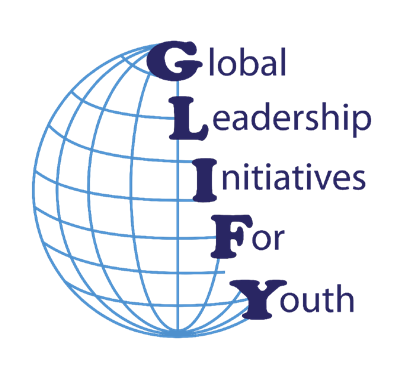 Global
Leadership
Initiatives
For
Youth